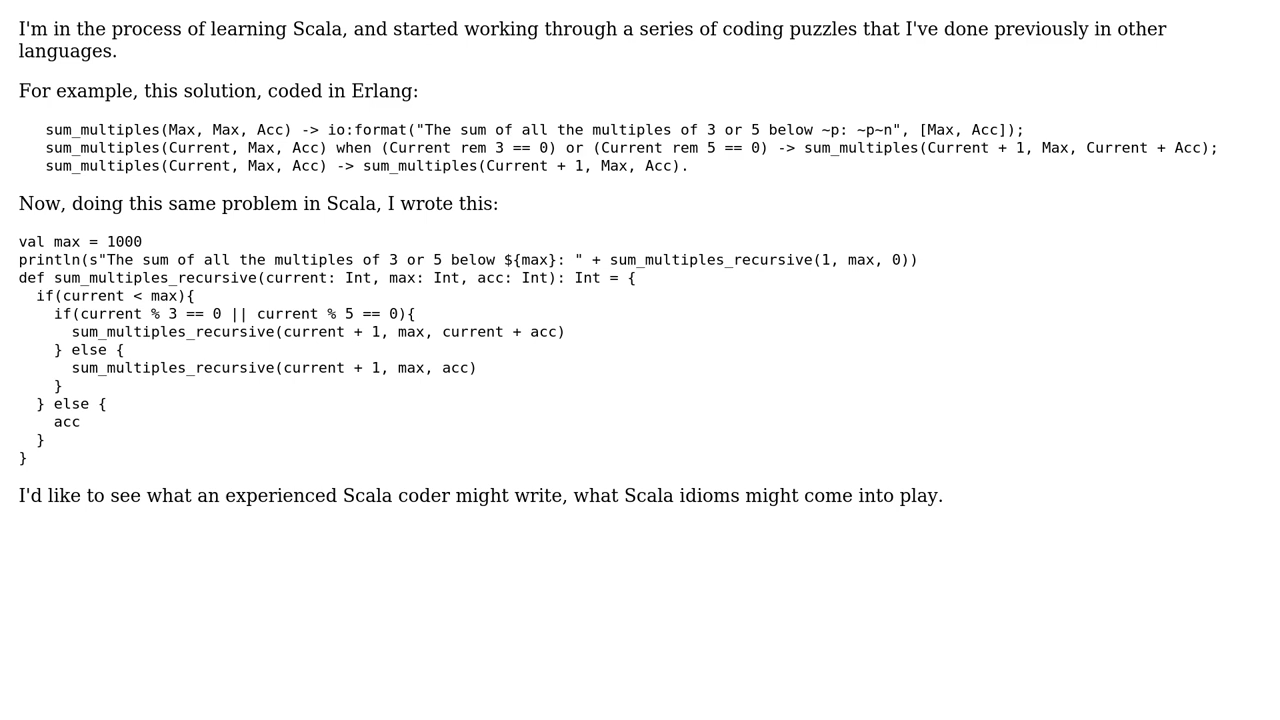 I'm in the process of learning Scala, and started working through a series of coding puzzles that I've done previously in other
languages.
For example, this solution, coded in Erlang:
sum_multiples(Max, Max, Acc) -> io:format("The sum of all the multiples of 3 or 5 below ~p: ~p~n", [Max, Acc]);
sum_multiples(Current, Max, Acc) when (Current rem 3 == 0) or (Current rem 5 == 0) -> sum_multiples(Current + 1, Max, Current + Acc);
sum_multiples(Current, Max, Acc) -> sum_multiples(Current + 1, Max, Acc).
Now, doing this same problem in Scala, I wrote this:
val max = 1000
println(s"The sum of all the multiples of 3 or 5 below ${max}: " + sum_multiples_recursive(1, max, 0))
def sum_multiples_recursive(current: Int, max: Int, acc: Int): Int = {
  if(current < max){
    if(current % 3 == 0 || current % 5 == 0){
      sum_multiples_recursive(current + 1, max, current + acc)
    } else {
      sum_multiples_recursive(current + 1, max, acc)
    }
  } else {
    acc
  }
}
I'd like to see what an experienced Scala coder might write, what Scala idioms might come into play.